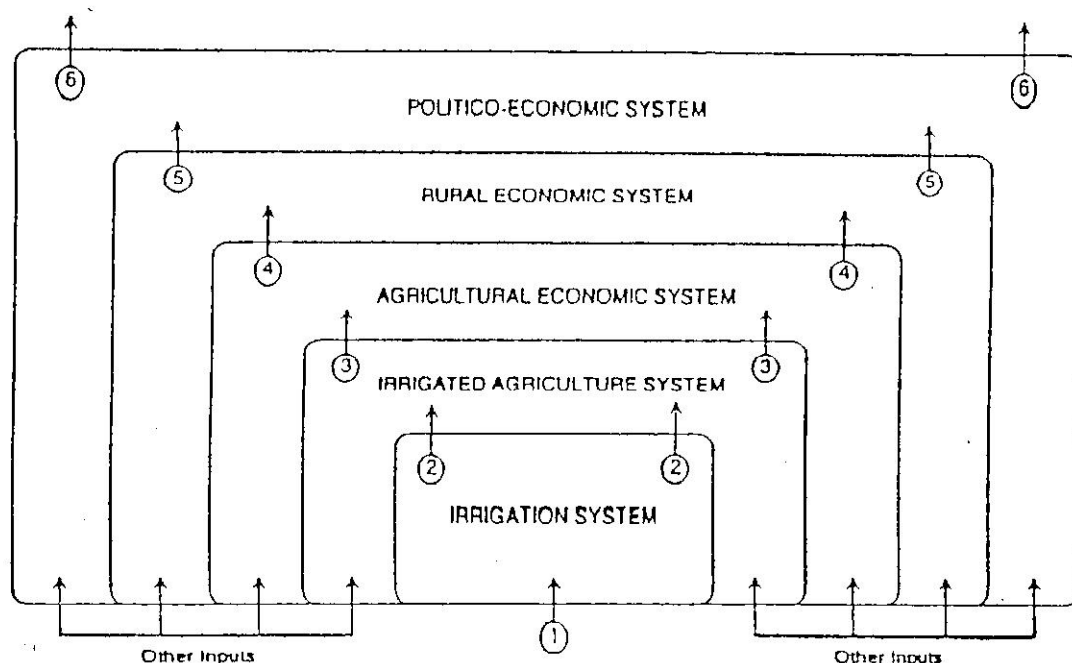 6 6
POLITICO-ECONOMIC SYSTEM
5 5
RURAL ECONOMIC SYSTEM
4 4
AGRICULTURAL ECONOMIC SYSTEM
3 3
IRRIGATED AGRICULTURE SYSTEM
2 2
IRRIGATION SYSTEM
1
Other Inputs Other Inputs